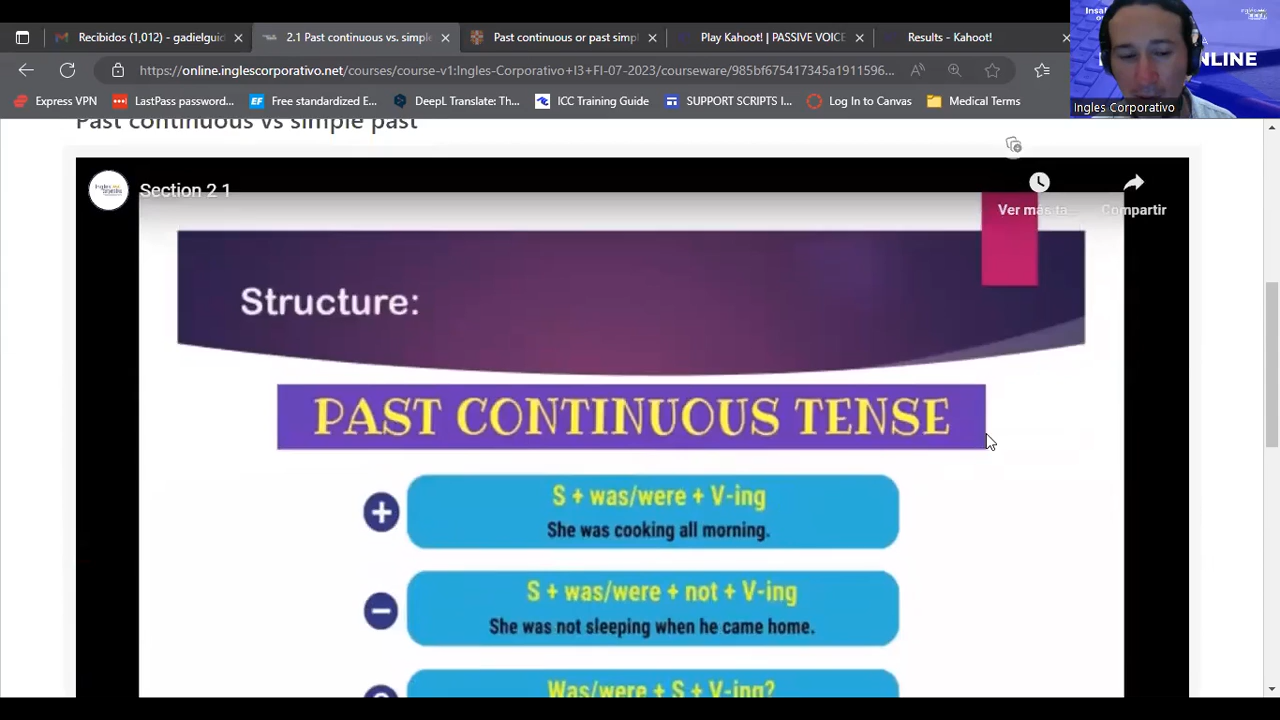 Recibidos (1,012) - gadielguid
2.1 Past continuous vs. simple
Past continuous or past simpl
Play Kahoot! | PASSIVE VOICE
Results - Kahoot!
https://online.inglescorporativo.net/courses/course-v1:Ingles-Corporativo+I3+FI-07-2023/courseware/985bf675417345a1911596...
Express VPN
LastPass password...
Free standardized E...
DeepL Translate: Th...
ICC Training Guide
SUPPORT SCRIPTS I...
Log In to Canvas
Medical Terms
NLINE
Ingles Corporativo
Past continuous vs simple past
Section 2 1
Ver más ta...
Compartir
Structure:
PAST CONTINUOUS TENSE
+ S + was/were + V-ing
She was cooking all morning.
− S + was/were + not + V-ing
She was not sleeping when he came home.
Was/were + S + V-ing?